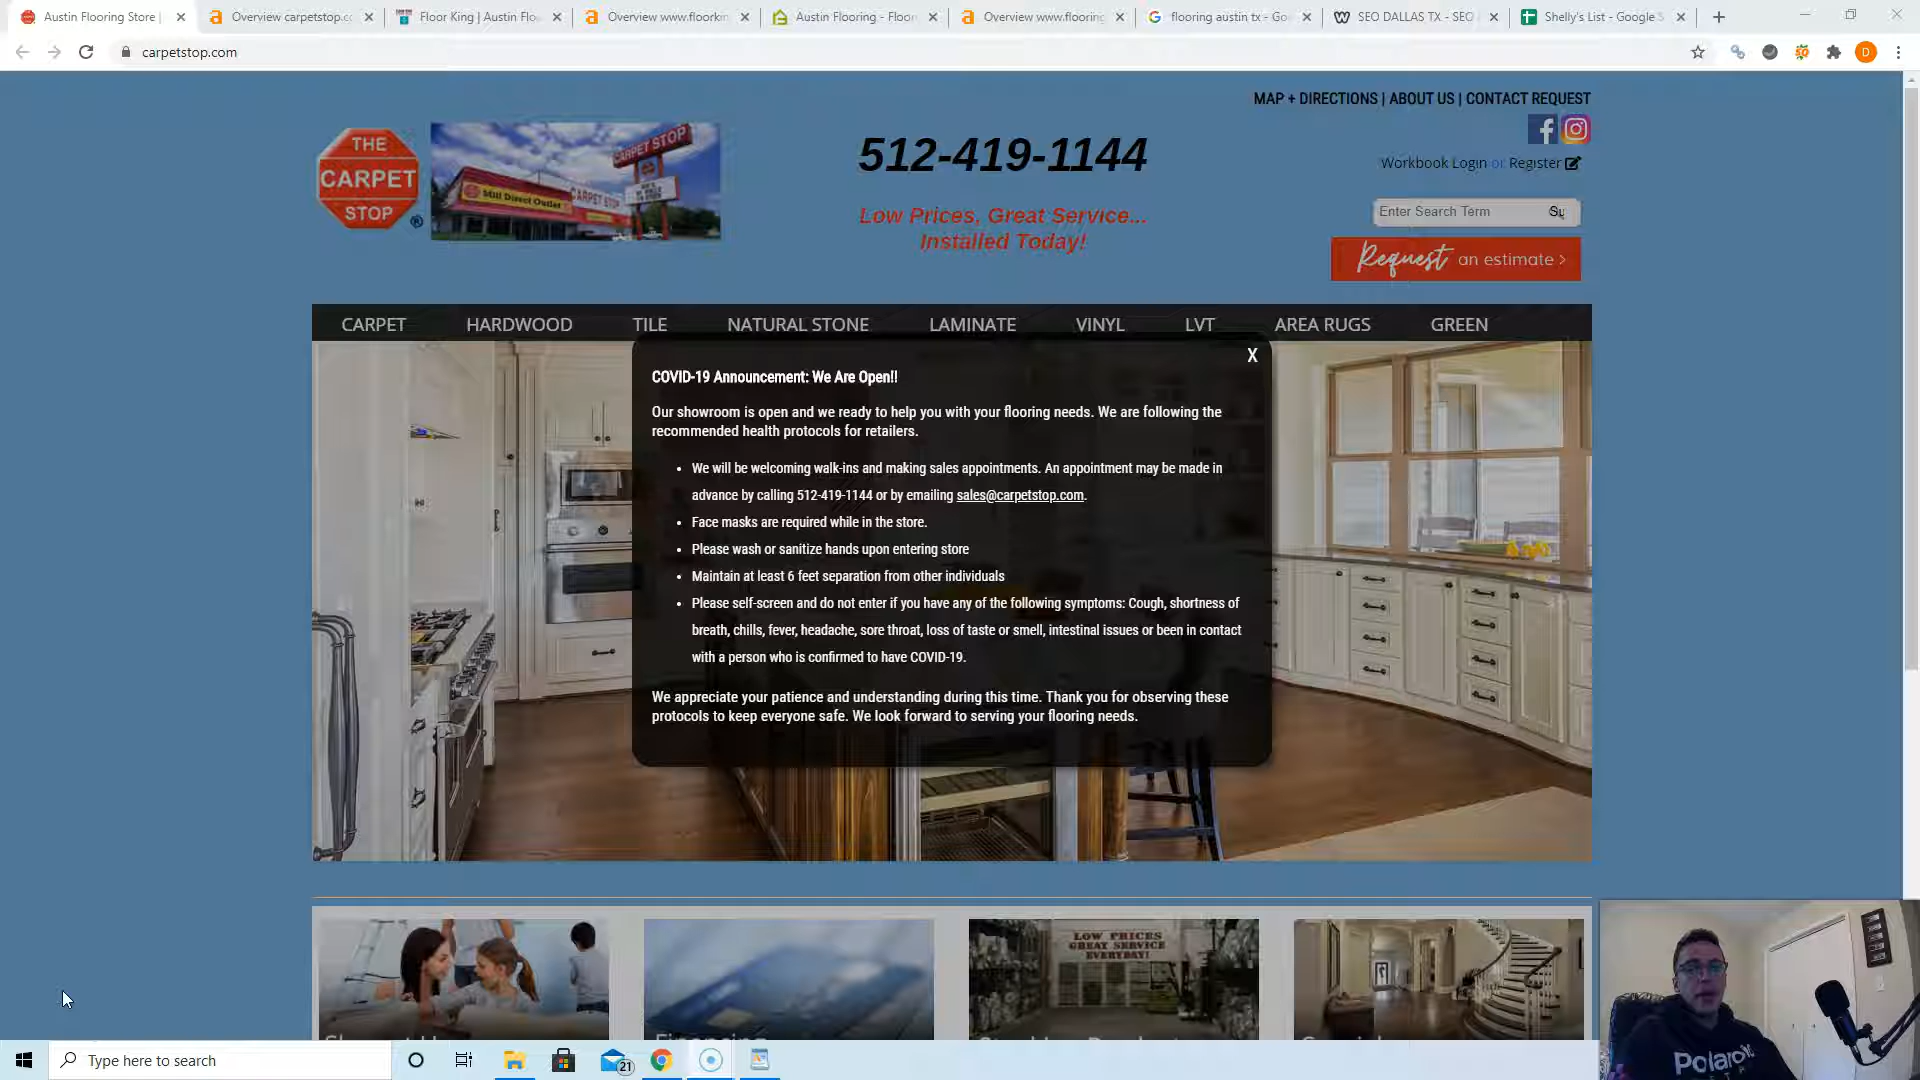 Austin Flooring Store |
Overview carpetstop.co
Floor King | Austin Flo
Overview www.floorkin
Austin Flooring - Floor
Overview www.flooring
flooring austin tx - Go
SEO DALLAS TX - SEO
Shelly's List - Google S
carpetstop.com
D
MAP + DIRECTIONS | ABOUT US | CONTACT REQUEST
THE
CARPET
STOP
®
CARPET STOP
Mill Direct Outlet
CARPET STOP
512-419-1144
Low Prices, Great Service...
Installed Today!
Workbook Login or Register
Enter Search Term
Su
Request an estimate >
CARPET HARDWOOD TILE NATURAL STONE LAMINATE VINYL LVT AREA RUGS GREEN
X
COVID-19 Announcement: We Are Open!!
Our showroom is open and we ready to help you with your flooring needs. We are following the
recommended health protocols for retailers.
• We will be welcoming walk-ins and making sales appointments. An appointment may be made in
advance by calling 512-419-1144 or by emailing sales@carpetstop.com.
• Face masks are required while in the store.
• Please wash or sanitize hands upon entering store
• Maintain at least 6 feet separation from other individuals
• Please self-screen and do not enter if you have any of the following symptoms: Cough, shortness of
breath, chills, fever, headache, sore throat, loss of taste or smell, intestinal issues or been in contact
with a person who is confirmed to have COVID-19.
We appreciate your patience and understanding during this time. Thank you for observing these
protocols to keep everyone safe. We look forward to serving your flooring needs.
LOW PRICES
GREAT SERVICE
EVERYDAY!
Financing
Type here to search
21